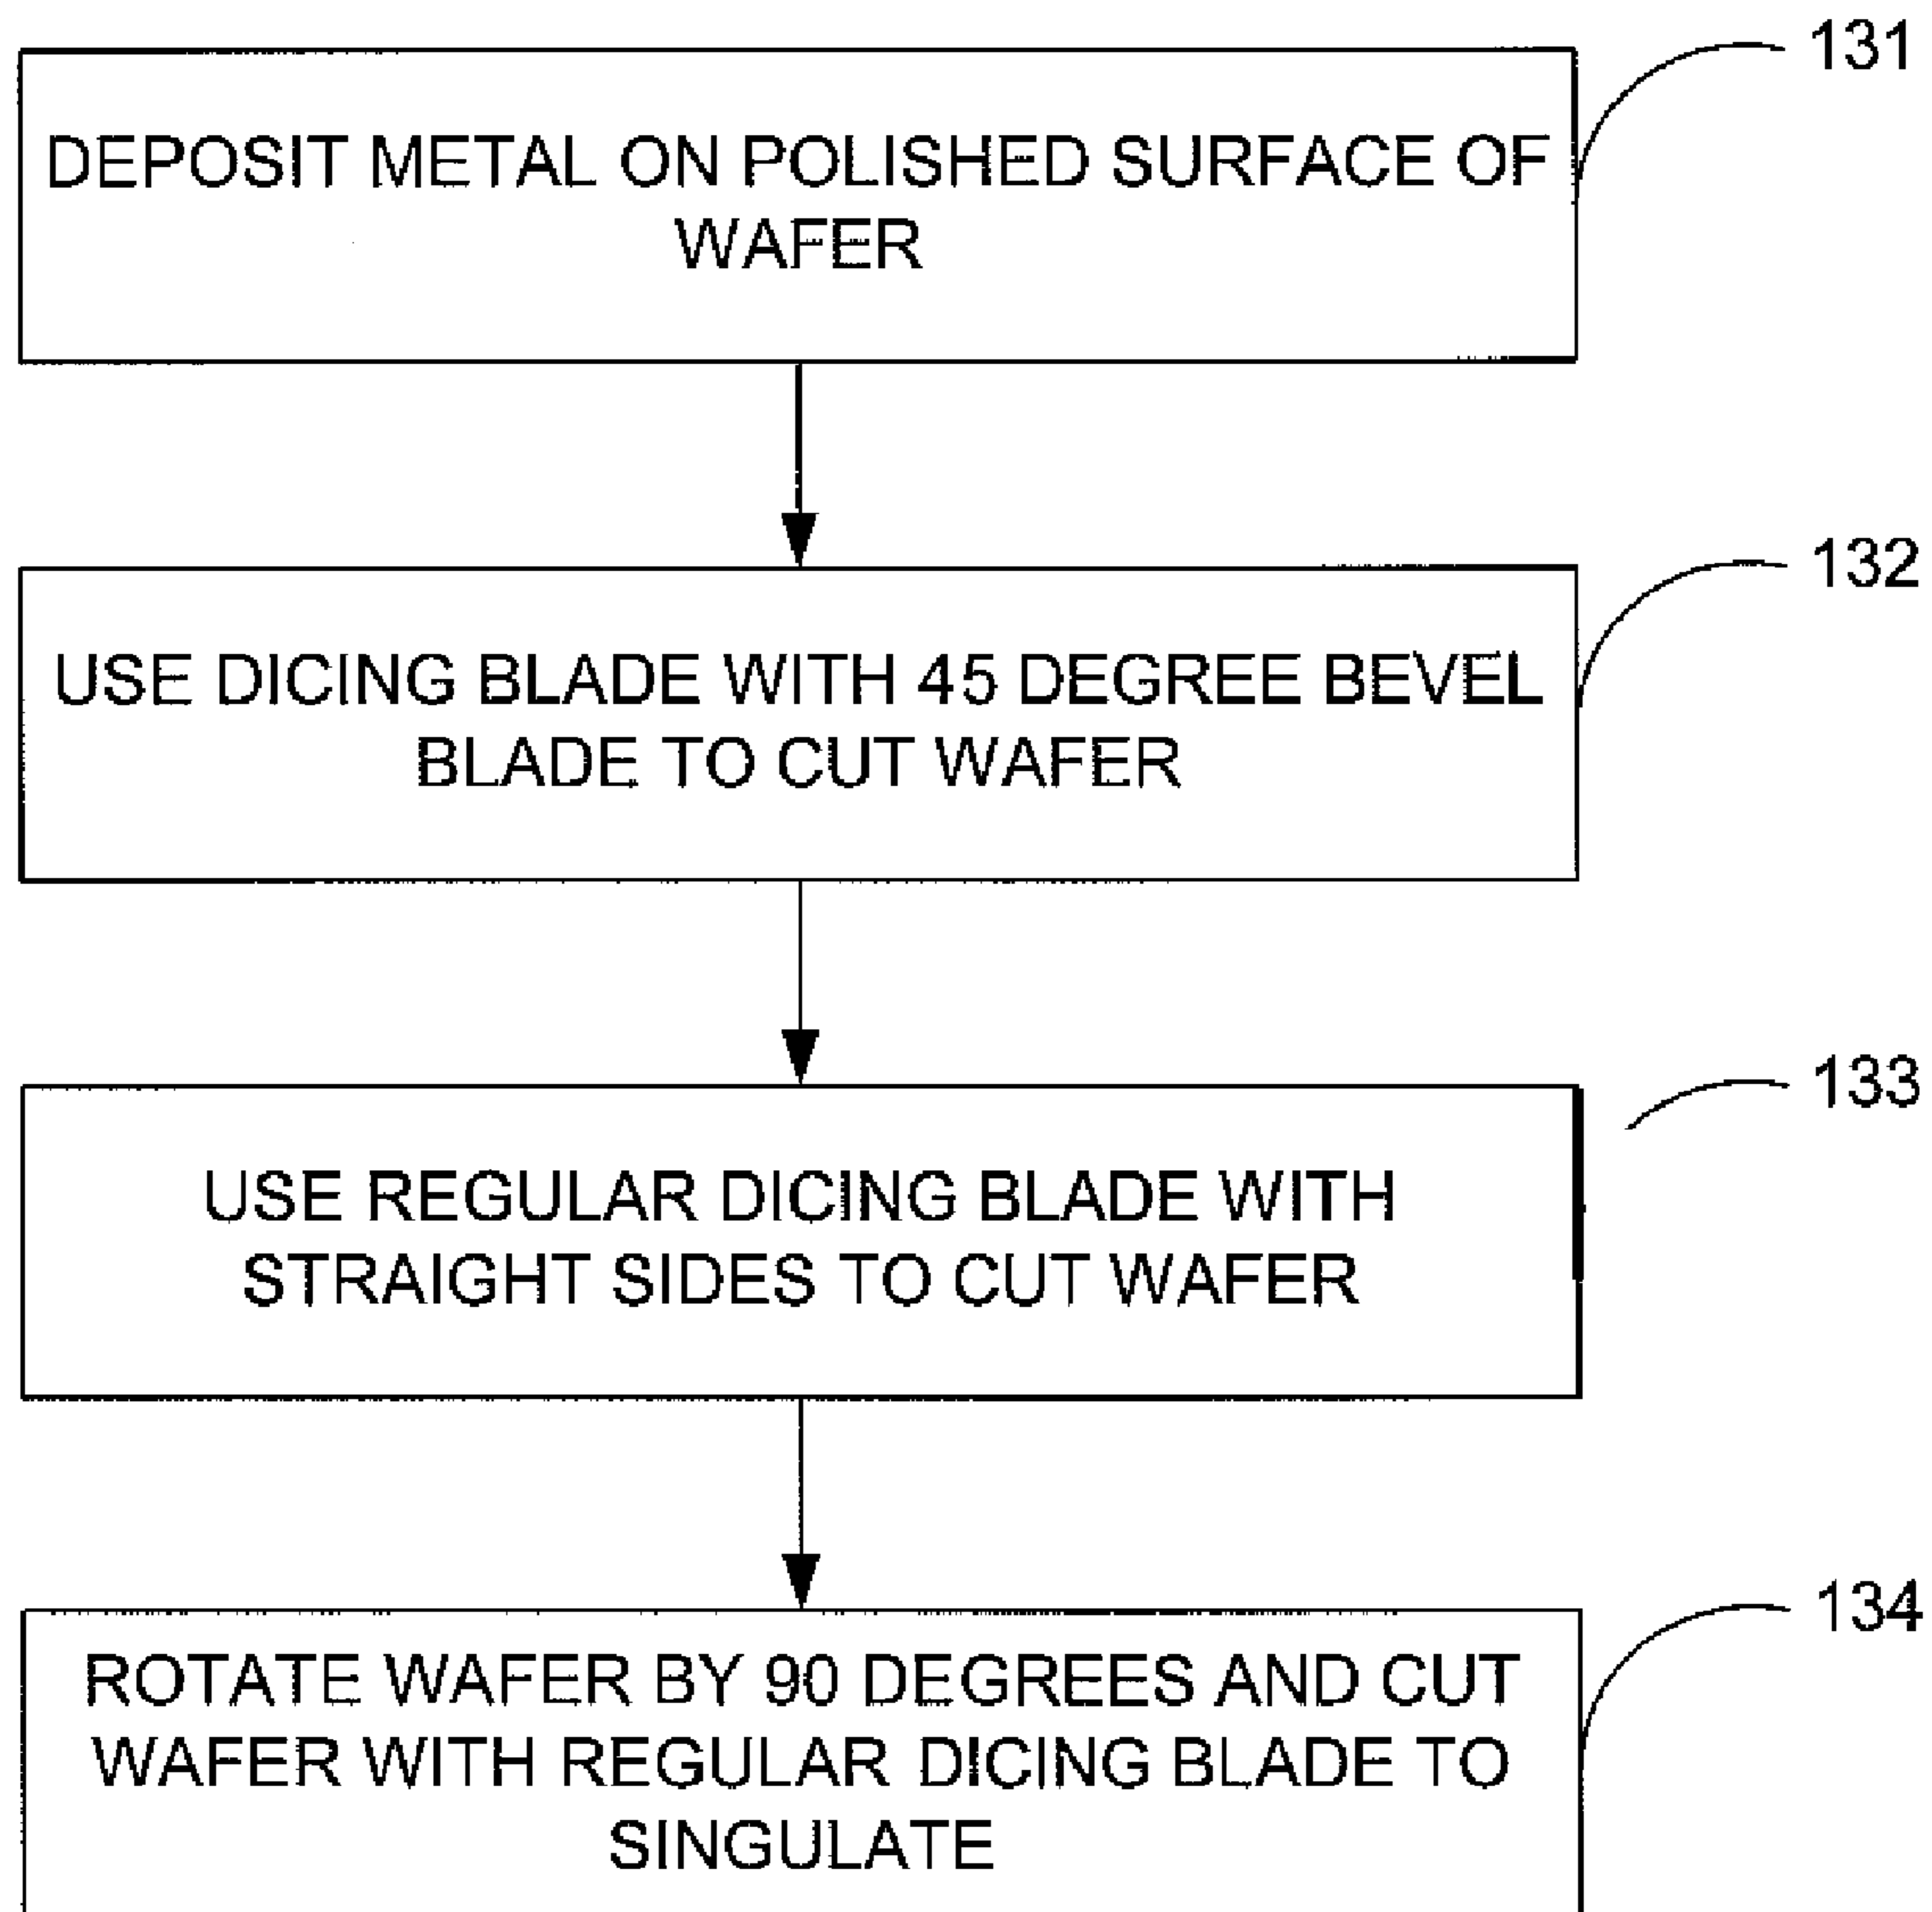 131
DEPOSIT METAL ON POLISHED SURFACE OF
WAFER
132
USE DICING BLADE WITH 45 DEGREE BEVEL
BLADE TO CUT WAFER
133
USE REGULAR DICING BLADE WITH
STRAIGHT SIDES TO CUT WAFER
134
ROTATE WAFER BY 90 DEGREES AND CUT
WAFER WITH REGULAR DICING BLADE TO
SINGULATE